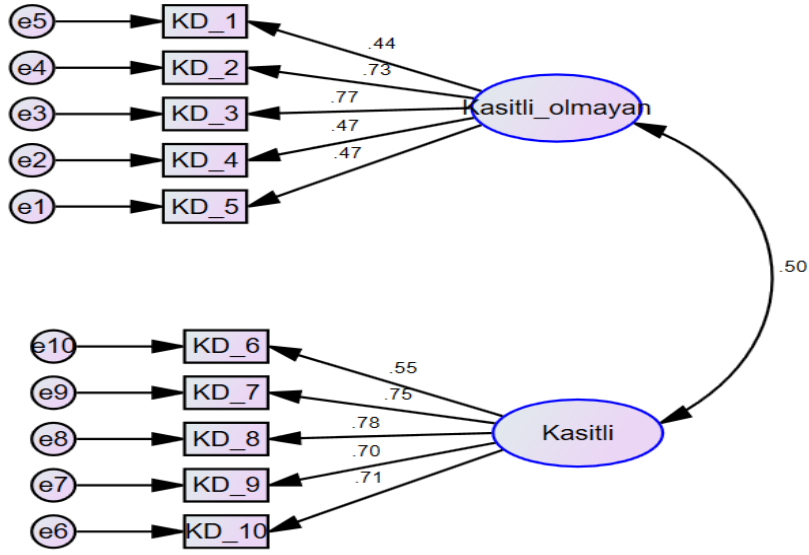 e5 KD_1 .44
e4 KD_2 .73
e3 KD_3 .77 Kasitli_olmayan
e2 KD_4 .47
e1 KD_5 .47
.50
e10 KD_6 .55
e9 KD_7 .75
e8 KD_8 .78 Kasitli
e7 KD_9 .70
e6 KD_10 .71